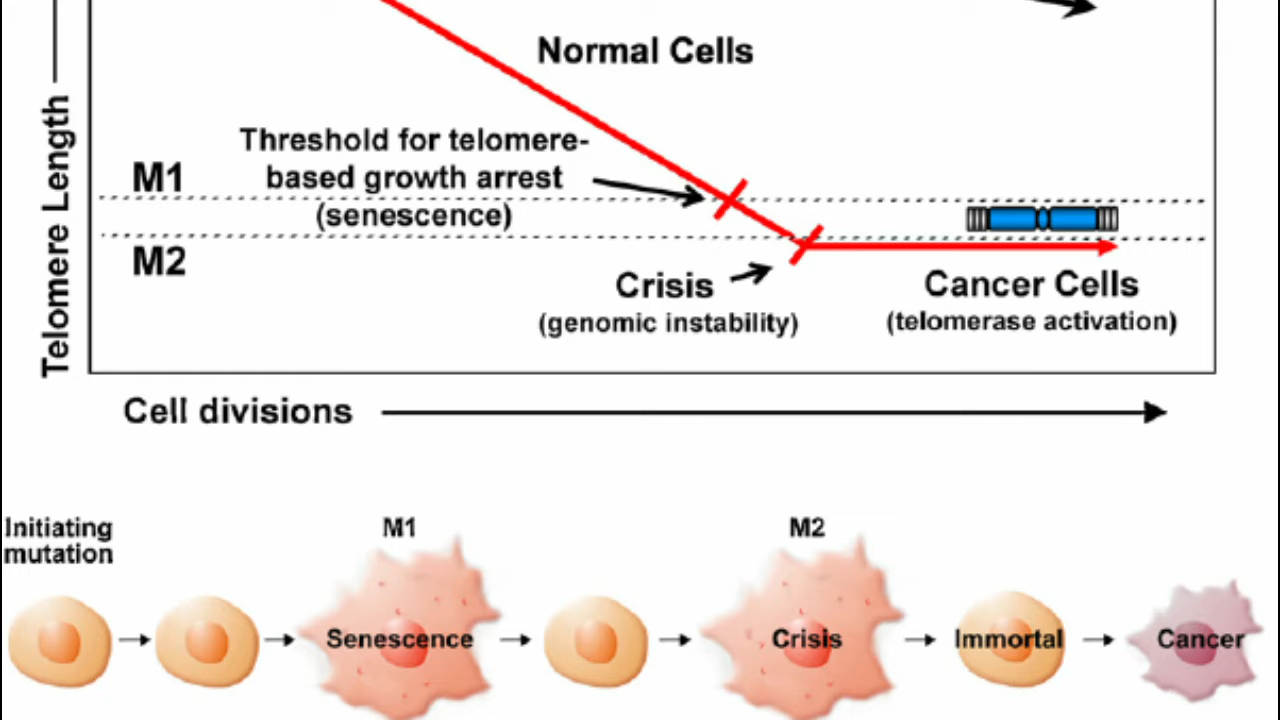 Telomere Length
Normal Cells
Threshold for telomere-
based growth arrest
(senescence)
M1
M2
Crisis
(genomic instability)
Cancer Cells
(telomerase activation)
Cell divisions
Initiating
mutation
M1
M2
Senescence
Crisis
Immortal
Cancer